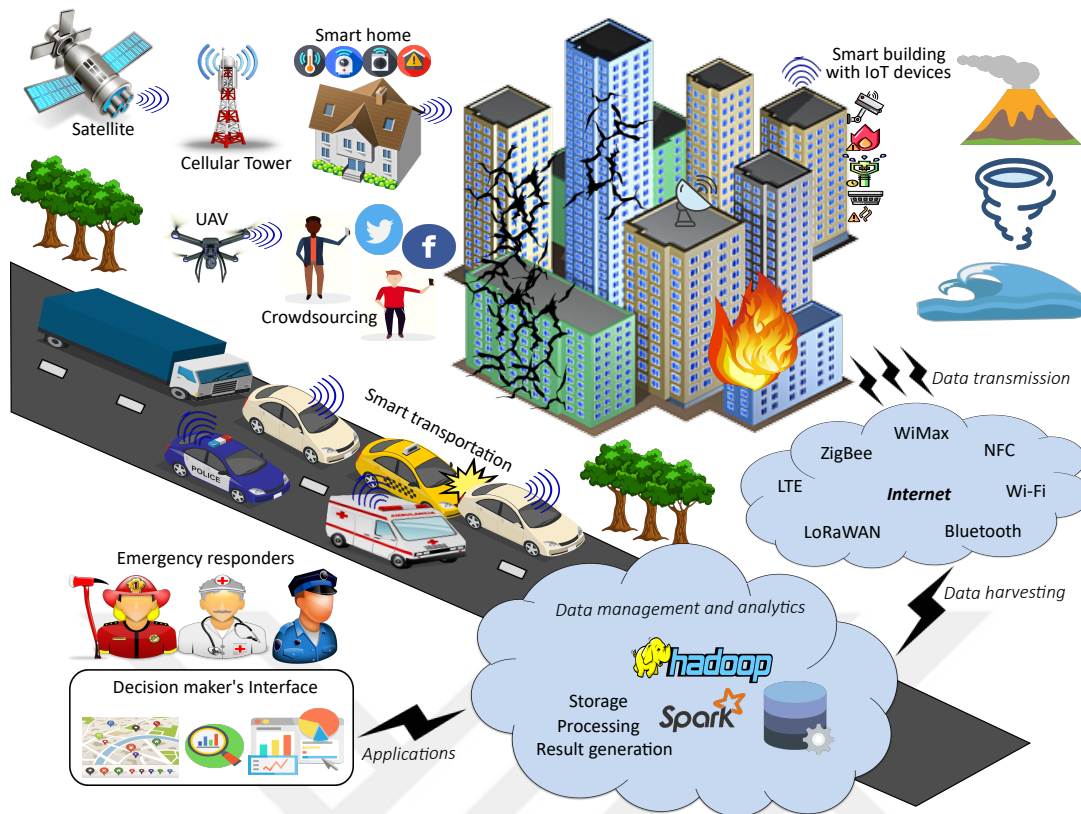 Smart home
Smart building
with IoT devices
Satellite
Cellular Tower
UAV
Crowdsourcing
Smart transportation
POLICE
AMBULANCIA
Data transmission
WiMax
ZigBee
NFC
LTE
Internet
Wi-Fi
LoRaWAN
Bluetooth
Emergency responders
1
Data management and analytics
Data harvesting
hadoop
Decision maker's Interface
Storage
Spark
Processing
Result generation
Applications